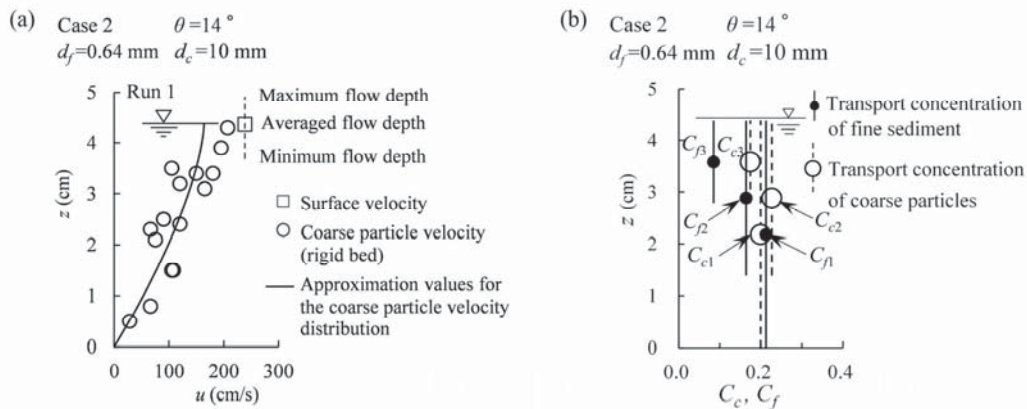 (a)
Case 2 θ=14 °
d_f=0.64 mm d_c=10 mm
Run 1
Maximum flow depth
Averaged flow depth
Minimum flow depth
Surface velocity
Coarse particle velocity
(rigid bed)
Approximation values for
the coarse particle velocity
distribution
z (cm)
5
4
3
2
1
0
0 100 200 300
u (cm/s)
(b)
Case 2 θ=14 °
d_f=0.64 mm d_c=10 mm
Transport concentration
of fine sediment
Transport concentration
of coarse particles
C_f3 C_c3
C_f2
C_c2
C_c1
C_f1
z (cm)
5
4
3
2
1
0
0.0 0.2 0.4
C_c, C_f